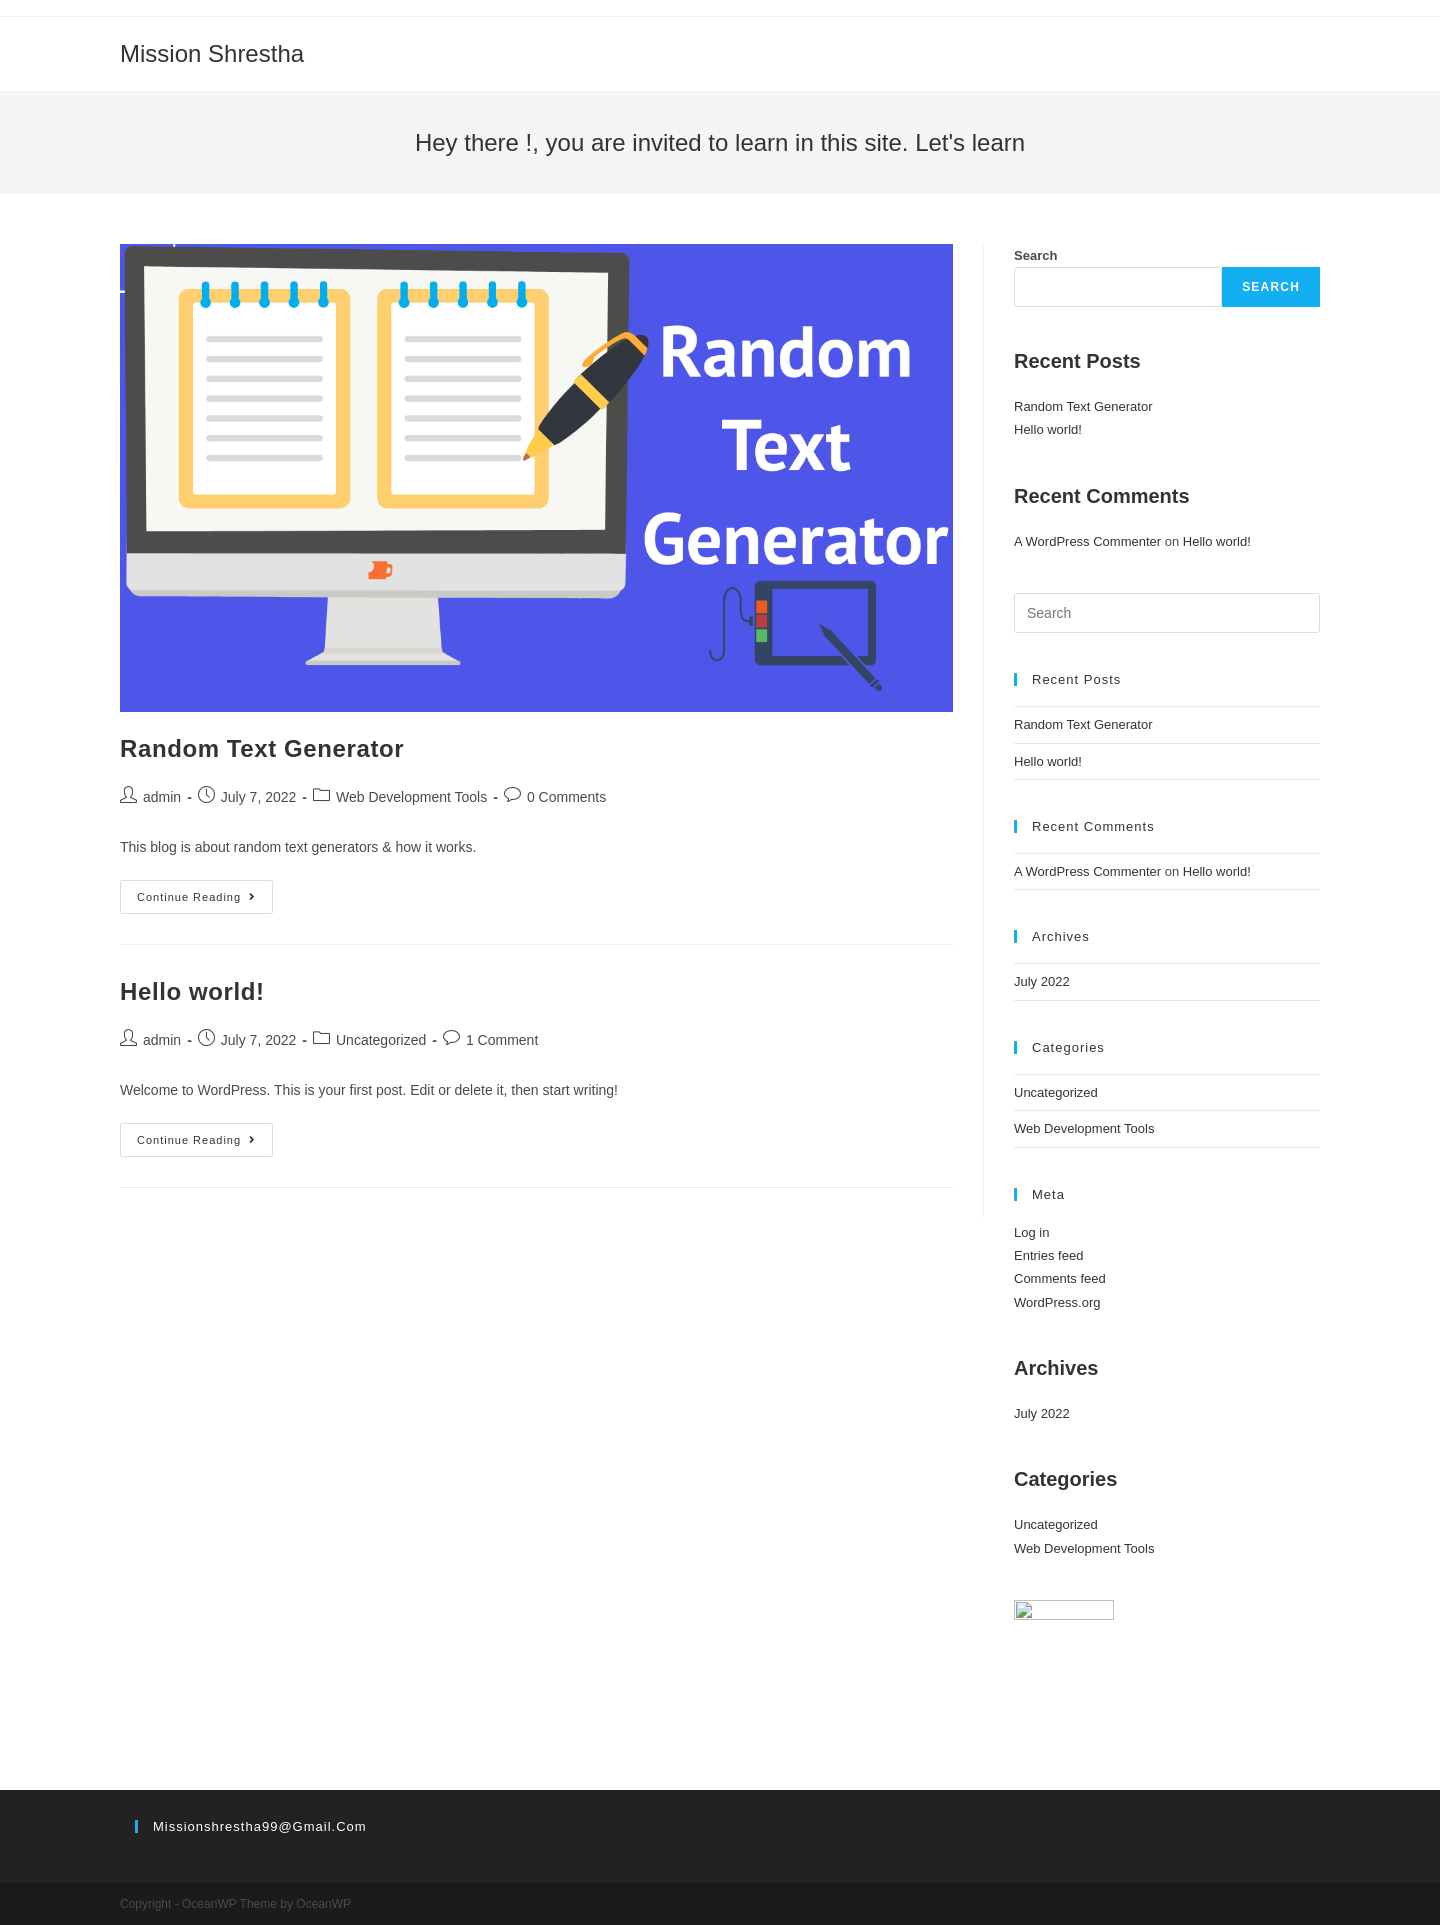 Mission Shrestha
Hey there !, you are invited to learn in this site. Let's learn
Random
Text
Generator
Random Text Generator
admin - July 7, 2022 - Web Development Tools - 0 Comments
This blog is about random text generators & how it works.
Continue Reading
Hello world!
admin - July 7, 2022 - Uncategorized - 1 Comment
Welcome to WordPress. This is your first post. Edit or delete it, then start writing!
Continue Reading
Search
SEARCH
Recent Posts
Random Text Generator
Hello world!
Recent Comments
A WordPress Commenter on Hello world!
Search
Recent Posts
Random Text Generator
Hello world!
Recent Comments
A WordPress Commenter on Hello world!
Archives
July 2022
Categories
Uncategorized
Web Development Tools
Meta
Log in
Entries feed
Comments feed
WordPress.org
Archives
July 2022
Categories
Uncategorized
Web Development Tools
Missionshrestha99@Gmail.Com
Copyright - OceanWP Theme by OceanWP